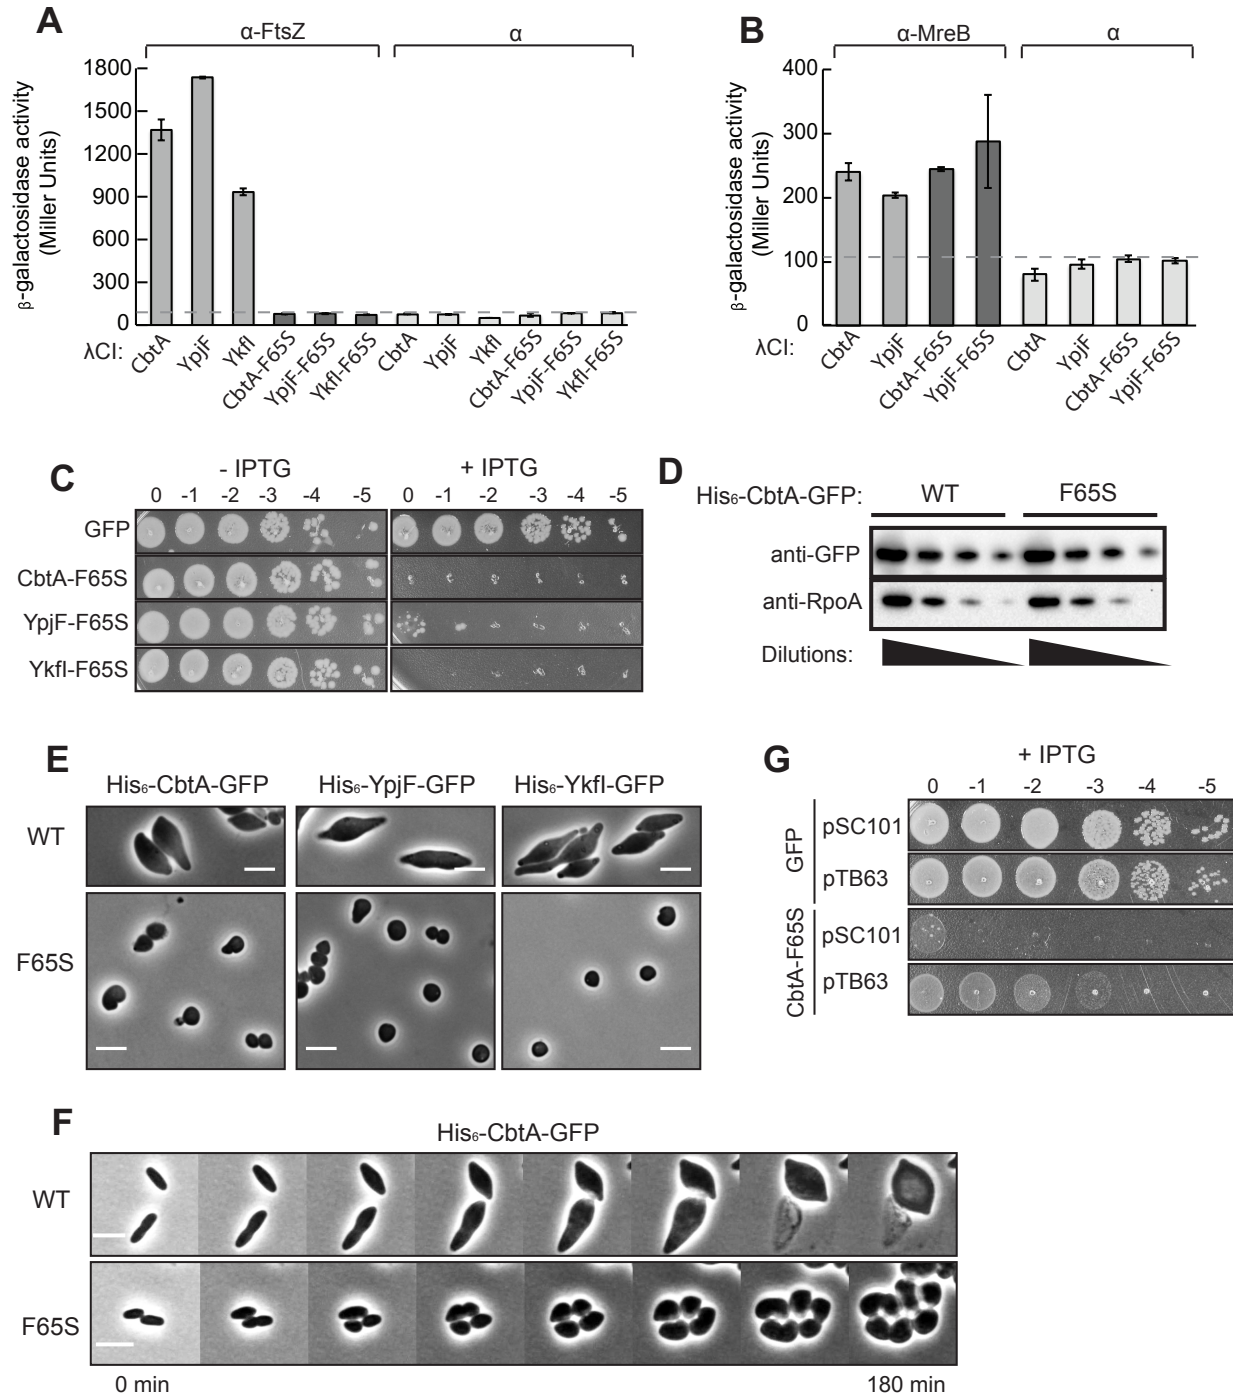 A
α-FtsZ
α
β-galactosidase activity
(Miller Units)
1800
1500
1200
900
600
300
0
λCI:
CbtA
YpjF
YkfI
CbtA-F65S
YpjF-F65S
YkfI-F65S
CbtA
YpjF
YkfI
CbtA-F65S
YpjF-F65S
YkfI-F65S
B
α-MreB
α
β-galactosidase activity
(Miller Units)
400
300
200
100
0
λCI:
CbtA
YpjF
CbtA-F65S
YpjF-F65S
CbtA
YpjF
CbtA-F65S
YpjF-F65S
C
- IPTG
+ IPTG
0 -1 -2 -3 -4 -5
0 -1 -2 -3 -4 -5
GFP
CbtA-F65S
YpjF-F65S
YkfI-F65S
D
His₆-CbtA-GFP:
WT
F65S
anti-GFP
anti-RpoA
Dilutions:
E
His₆-CbtA-GFP
His₆-YpjF-GFP
His₆-YkfI-GFP
WT
F65S
G
+ IPTG
0 -1 -2 -3 -4 -5
GFP
pSC101
pTB63
CbtA-F65S
pSC101
pTB63
F
His₆-CbtA-GFP
WT
F65S
0 min
180 min